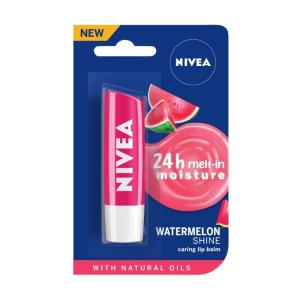 NEW
NIVEA
NIVEA
24h melt-in
moisture
WATERMELON
SHINE
caring lip balm
WITH NATURAL OILS